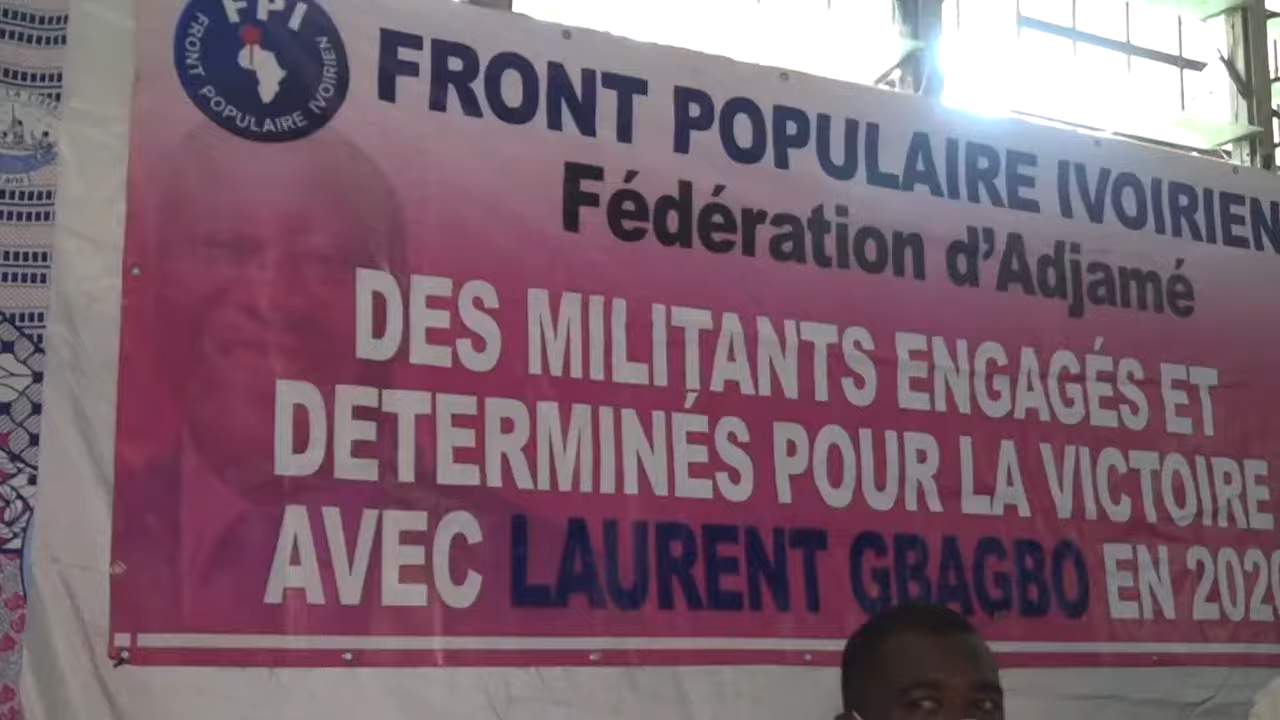 FPI
FRONT POPULAIRE IVOIRIEN
FRONT POPULAIRE IVOIRIEN
Fédération d'Adjamé
DES MILITANTS ENGAGÉS ET
DETERMINÉS POUR LA VICTOIRE
AVEC LAURENT GBAGBO EN 2020